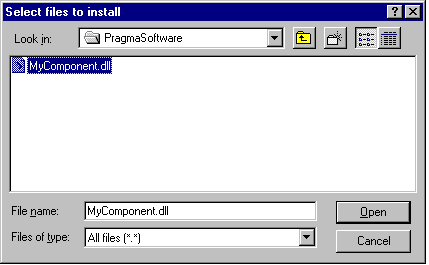 Select files to install
Look in: PragmaSoftware
MyComponent.dll
File name: MyComponent.dll Open
Files of type: All files (*.*) Cancel